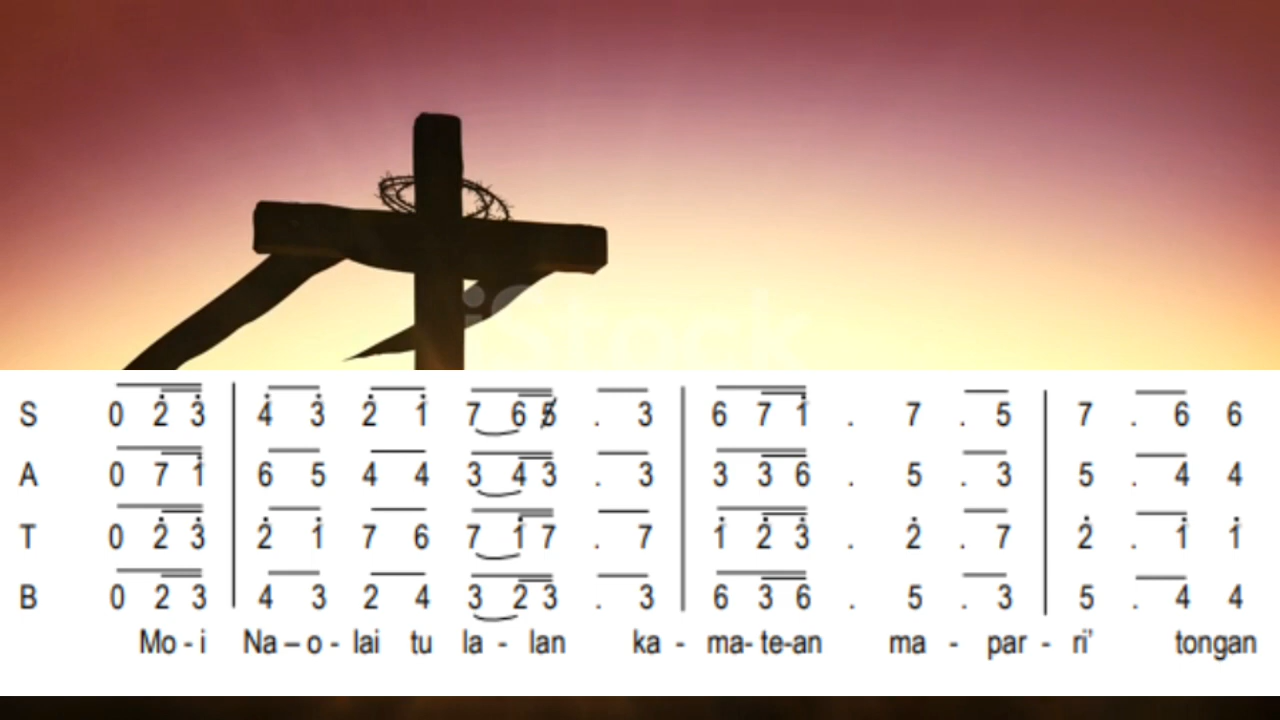 iStock
S 0 2̇ 3̇ | 4̇ 3̇ 2̇ 1̇ 7 6 5̸ . 3 | 6 7 1̇ . 7 . 5 | 7 . 6 6
A 0 7 1̇ | 6 5 4 4 3 4 3 . 3 | 3 3 6 . 5 . 3 | 5 . 4 4
T 0 2̇ 3̇ | 2̇ 1̇ 7 6 7 1̇ 7 . 7 | 1̇ 2̇ 3̇ . 2̇ . 7 | 2̇ . 1̇ 1̇
B 0 2 3 | 4 3 2 4 3 2 3 . 3 | 6 3 6 . 5 . 3 | 5 . 4 4
Mo - i Na – o - lai tu la - lan ka - ma- te-an ma - par - ri' tongan